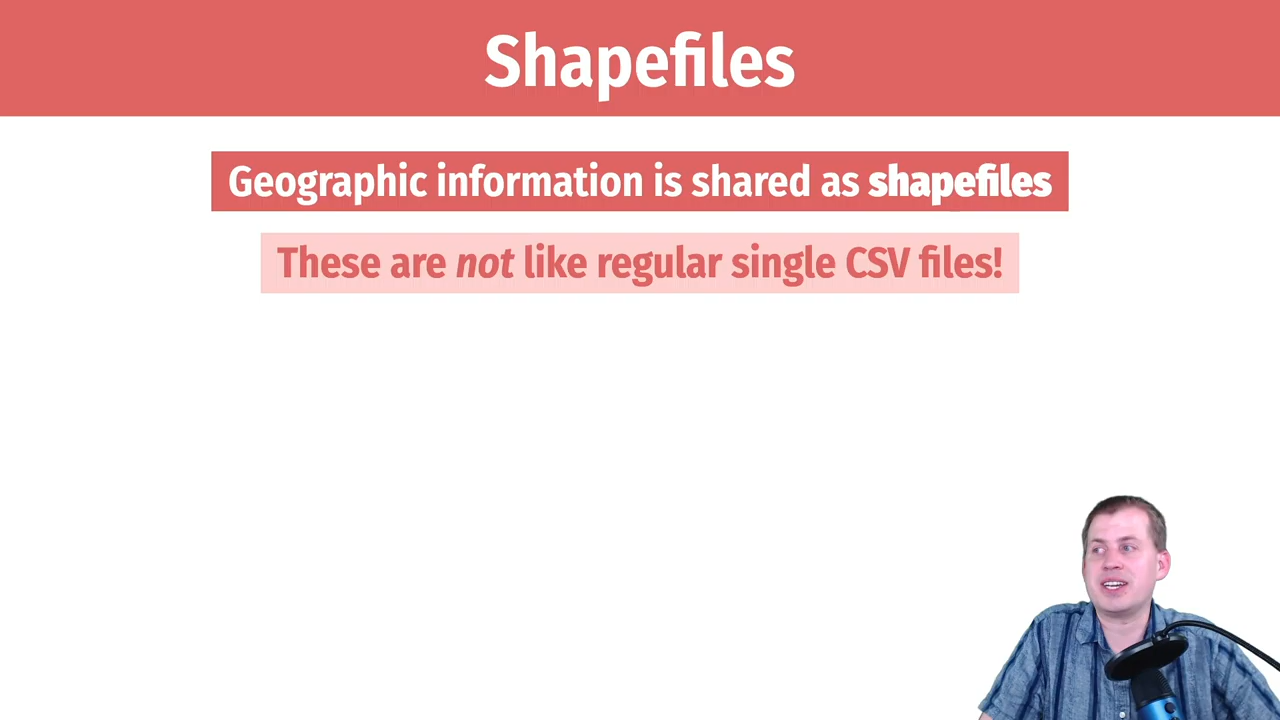 Shapefiles
Geographic information is shared as shapefiles
These are not like regular single CSV files!